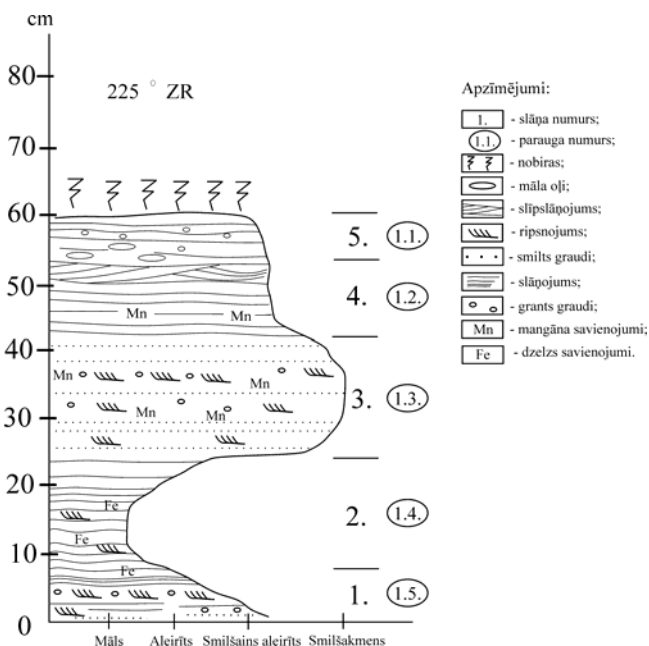 cm
80
225 ° ZR
70
60
5. 1.1.
50
4. 1.2.
Mn Mn
40
Mn Mn
3. 1.3.
Mn Mn
30
20
Fe
2. 1.4.
Fe
10
Fe
1. 1.5.
0
Māls Aleirīts Smilšains aleirīts Smilšakmens
Apzīmējumi:
1. - slāņa numurs;
1.1. - parauga numurs;
- nobiras;
- māla oļi;
- slīpslāņojums;
- ripsnojums;
- smilts graudi;
- slāņojums;
- grants graudi;
Mn - mangāna savienojumi;
Fe - dzelzs savienojumi.